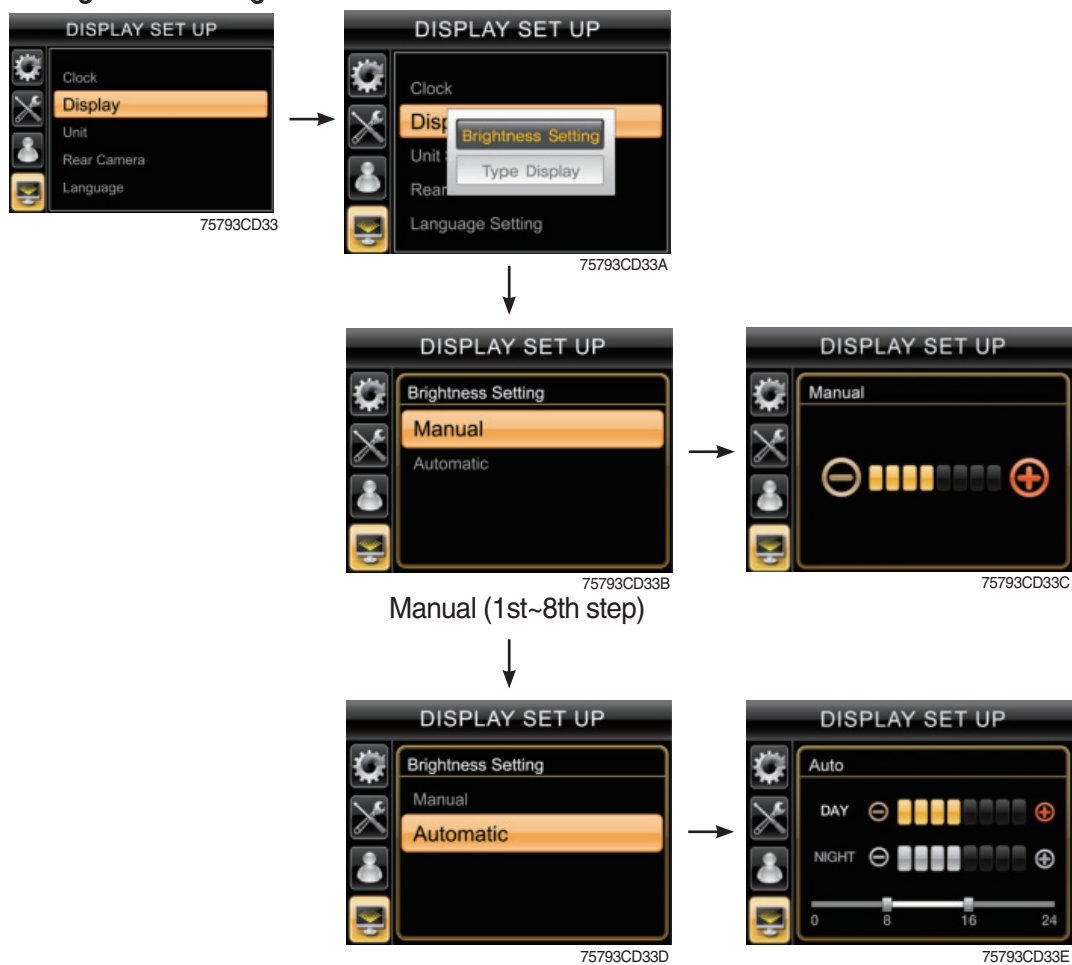 DISPLAY SET UP
Clock
Display
Unit
Rear Camera
Language
75793CD33
DISPLAY SET UP
Clock
Disp
Brightness Setting
Unit
Type Display
Rear
Language Setting
75793CD33A
DISPLAY SET UP
Brightness Setting
Manual
Automatic
75793CD33B
Manual (1st~8th step)
DISPLAY SET UP
Manual
75793CD33C
DISPLAY SET UP
Brightness Setting
Manual
Automatic
75793CD33D
DISPLAY SET UP
Auto
DAY
NIGHT
0 8 16 24
75793CD33E